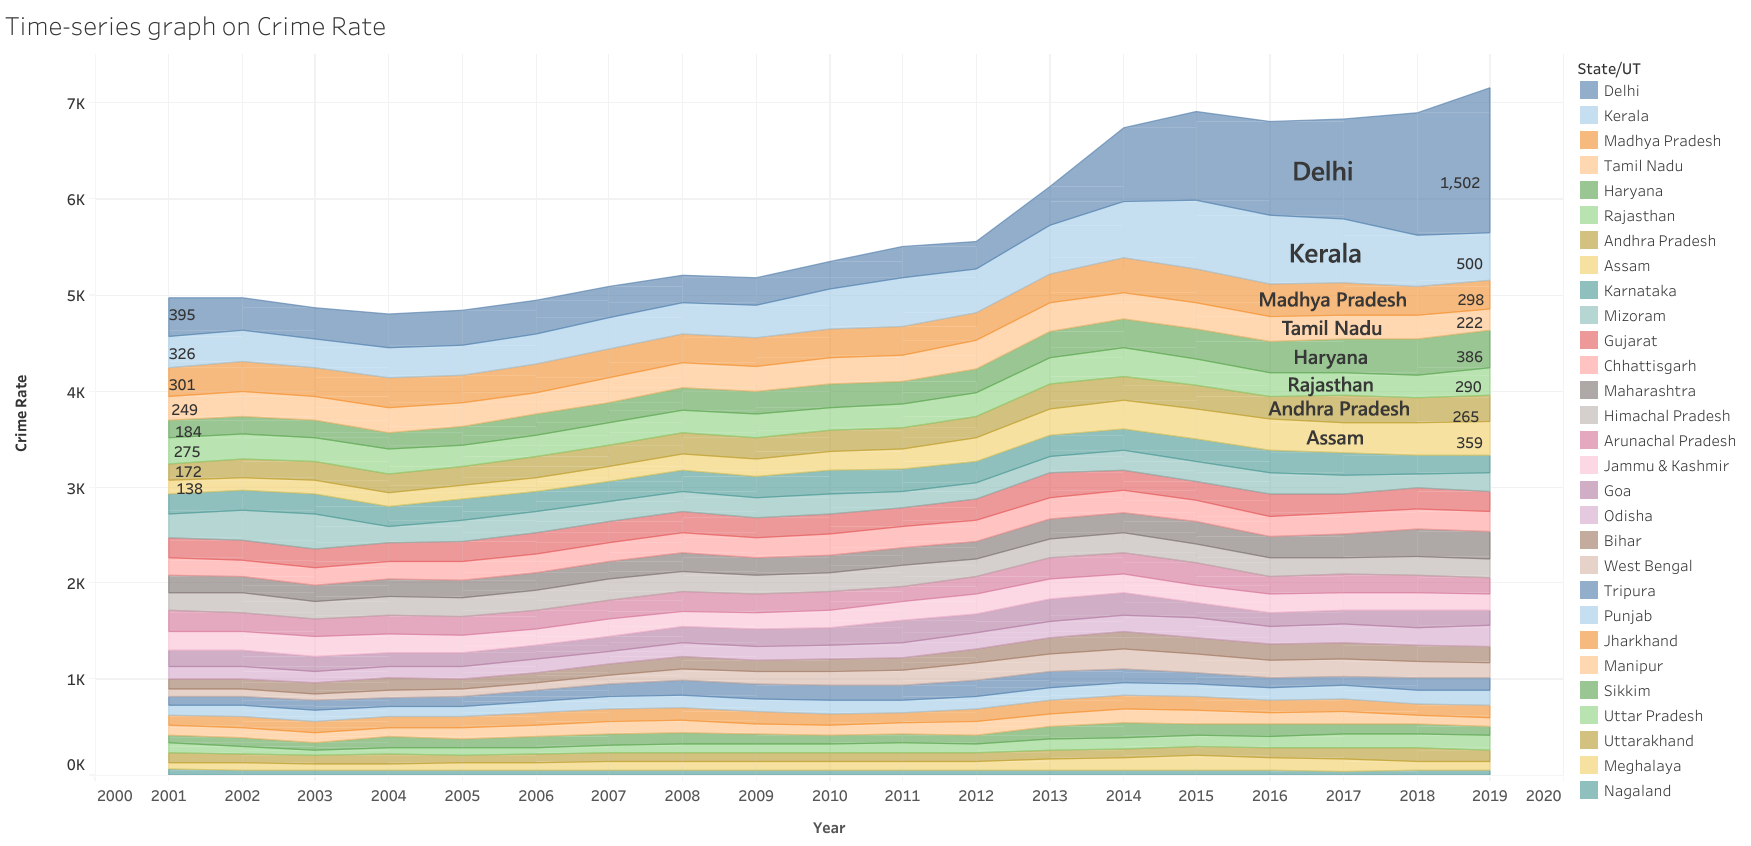 Time-series graph on Crime Rate
State/UT
Delhi
Kerala
Madhya Pradesh
Tamil Nadu
Haryana
Rajasthan
Andhra Pradesh
Assam
Karnataka
Mizoram
Gujarat
Chhattisgarh
Maharashtra
Himachal Pradesh
Arunachal Pradesh
Jammu & Kashmir
Goa
Odisha
Bihar
West Bengal
Tripura
Punjab
Jharkhand
Manipur
Sikkim
Uttar Pradesh
Uttarakhand
Meghalaya
Nagaland
7K
6K
5K
4K
3K
2K
1K
0K
Crime Rate
395
326
301
249
184
275
172
138
Delhi
1,502
Kerala
500
Madhya Pradesh
298
Tamil Nadu
222
Haryana
386
Rajasthan
290
Andhra Pradesh
265
Assam
359
2000 2001 2002 2003 2004 2005 2006 2007 2008 2009 2010 2011 2012 2013 2014 2015 2016 2017 2018 2019 2020
Year